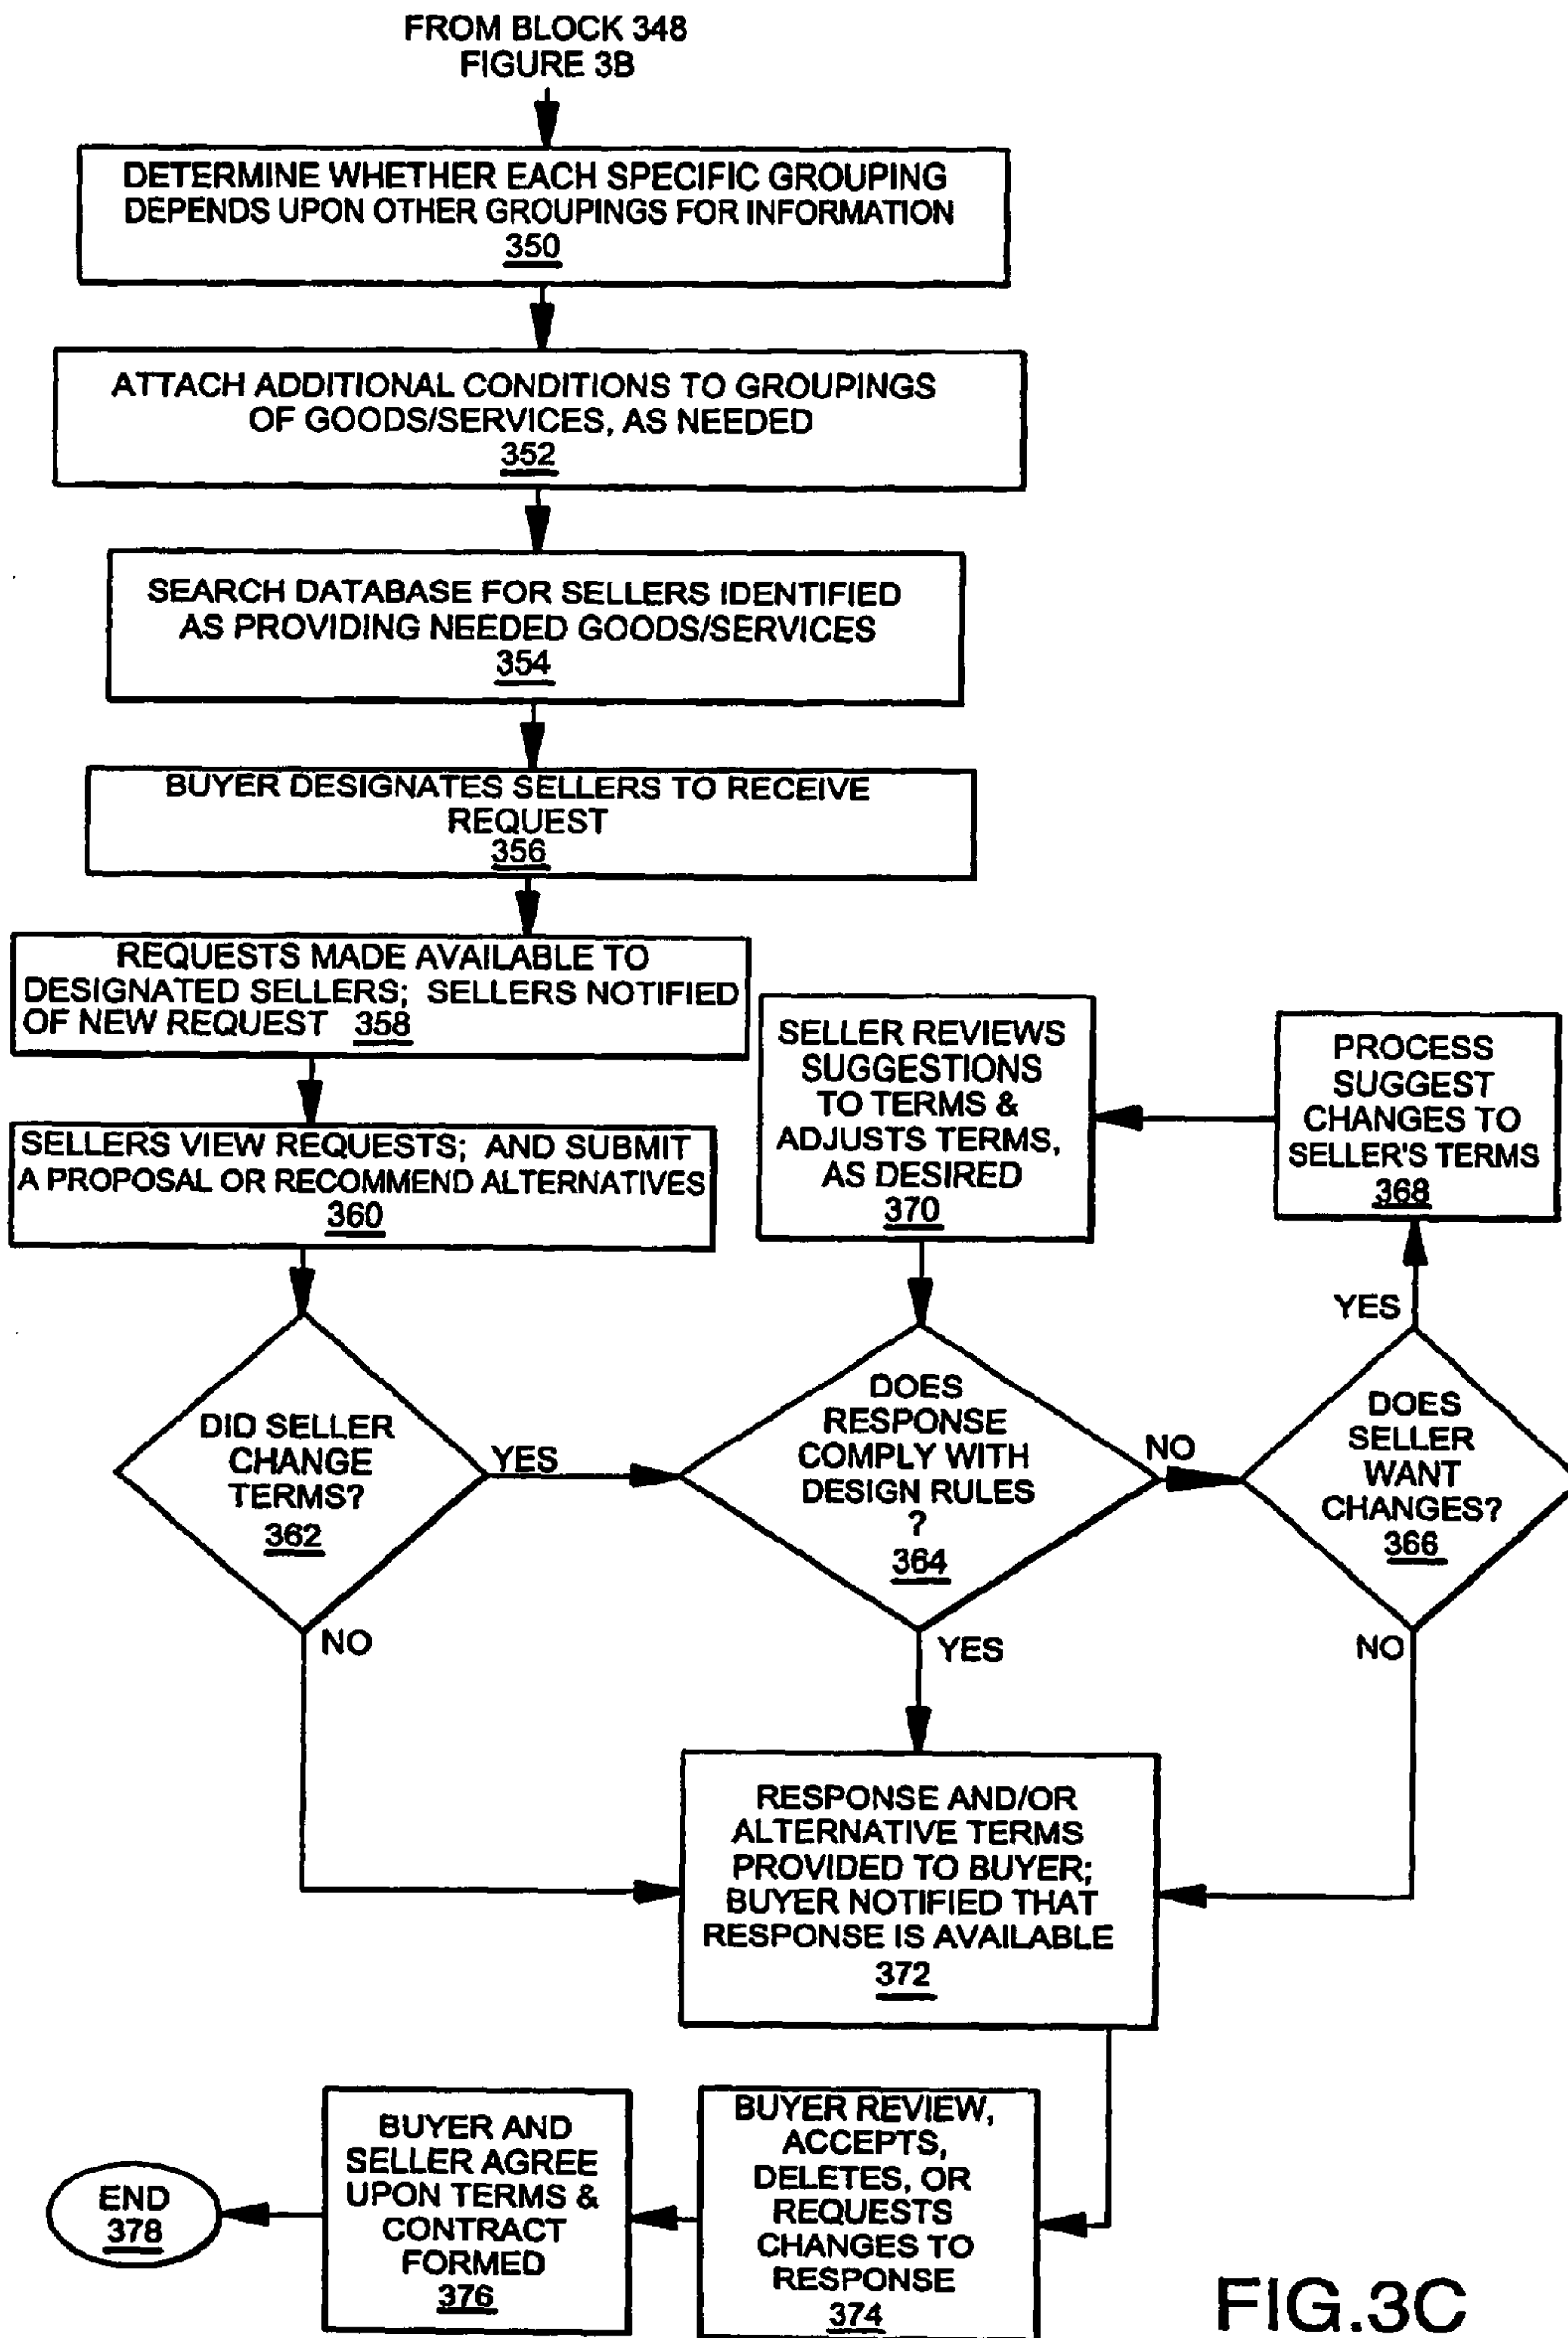 FROM BLOCK 348
FIGURE 3B
DETERMINE WHETHER EACH SPECIFIC GROUPING
DEPENDS UPON OTHER GROUPINGS FOR INFORMATION
350
ATTACH ADDITIONAL CONDITIONS TO GROUPINGS
OF GOODS/SERVICES, AS NEEDED
352
SEARCH DATABASE FOR SELLERS IDENTIFIED
AS PROVIDING NEEDED GOODS/SERVICES
354
BUYER DESIGNATES SELLERS TO RECEIVE
REQUEST
356
REQUESTS MADE AVAILABLE TO
DESIGNATED SELLERS; SELLERS NOTIFIED
OF NEW REQUEST 358
SELLERS VIEW REQUESTS; AND SUBMIT
A PROPOSAL OR RECOMMEND ALTERNATIVES
360
SELLER REVIEWS
SUGGESTIONS
TO TERMS &
ADJUSTS TERMS,
AS DESIRED
370
PROCESS
SUGGEST
CHANGES TO
SELLER'S TERMS
368
YES
DID SELLER
CHANGE
TERMS?
362
YES
NO
DOES
RESPONSE
COMPLY WITH
DESIGN RULES
?
364
NO
YES
DOES
SELLER
WANT
CHANGES?
366
NO
RESPONSE AND/OR
ALTERNATIVE TERMS
PROVIDED TO BUYER;
BUYER NOTIFIED THAT
RESPONSE IS AVAILABLE
372
BUYER REVIEW,
ACCEPTS,
DELETES, OR
REQUESTS
CHANGES TO
RESPONSE
374
BUYER AND
SELLER AGREE
UPON TERMS &
CONTRACT
FORMED
376
END
378
FIG.3C